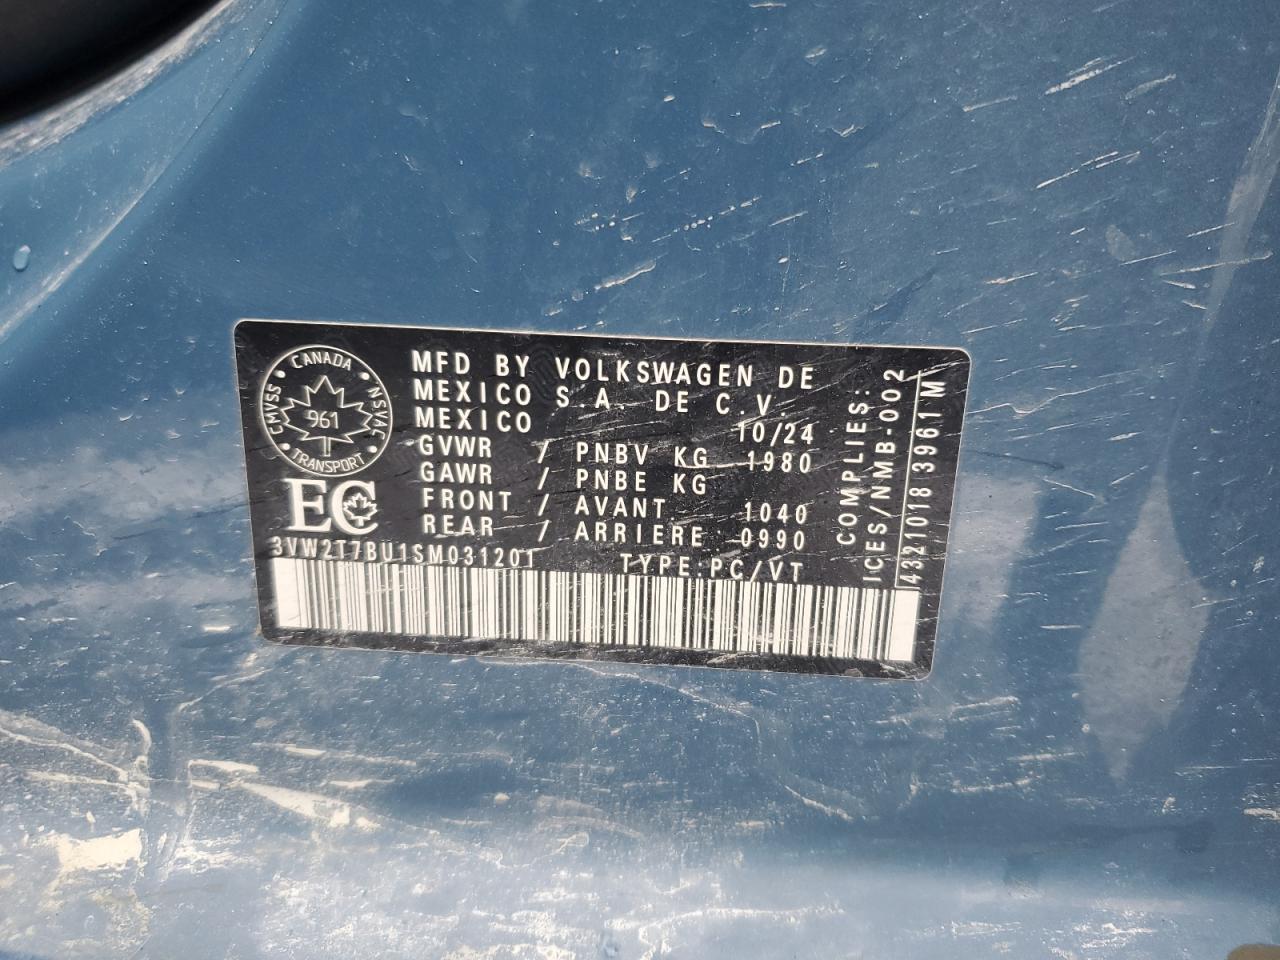 CANADA
CMVSS
NSVAC
961
TRANSPORT
EC
MFD BY VOLKSWAGEN DE
MEXICO S.A. DE C.V.
MEXICO 10/24
GVWR / PNBV KG 1980
GAWR / PNBE KG
FRONT / AVANT 1040
REAR / ARRIERE 0990
3VW2T7BU1SM031201 TYPE:PC/VT
COMPLIES:
ICES/NMB-002
4321018 3961 M